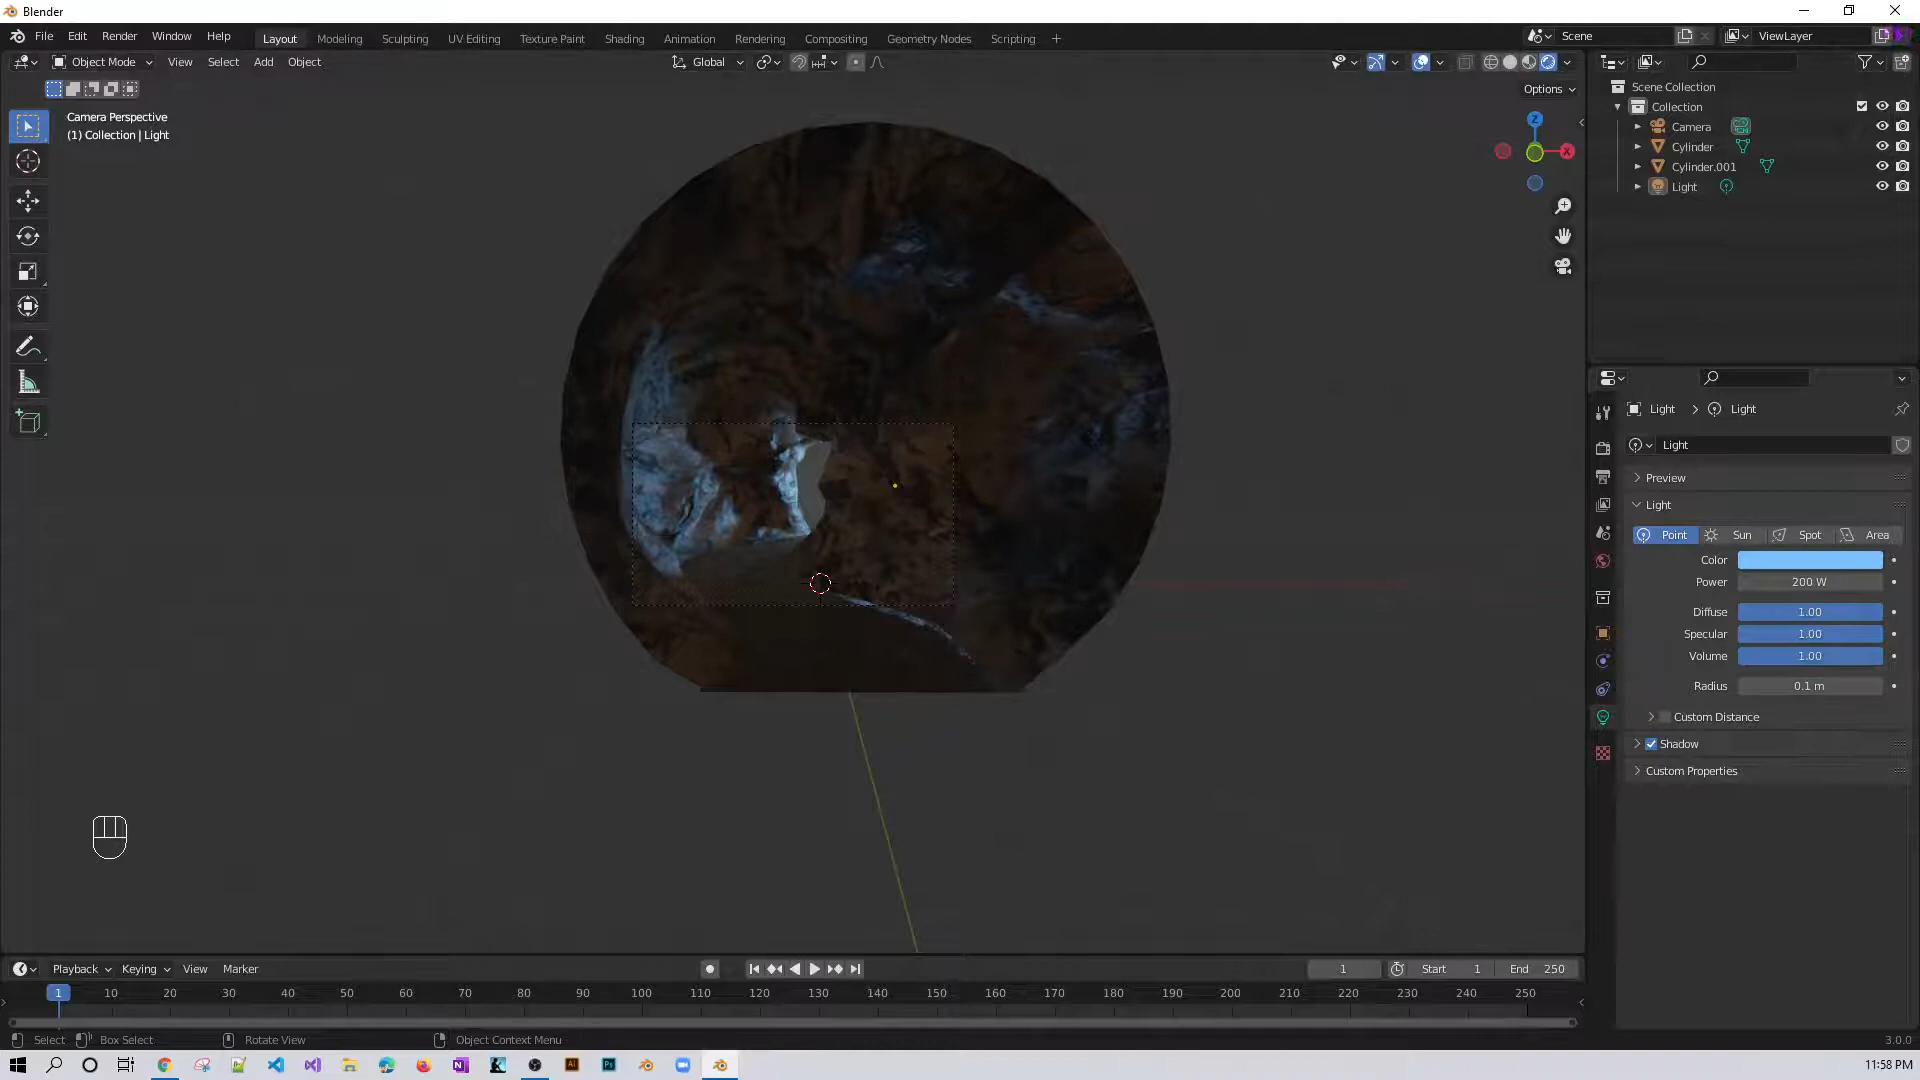 Blender
File Edit Render Window Help
Layout Modeling Sculpting UV Editing Texture Paint Shading Animation Rendering Compositing Geometry Nodes Scripting +
Scene
ViewLayer
Object Mode View Select Add Object
Global
Options
Camera Perspective
(1) Collection | Light
Z
X
Scene Collection
Collection
Camera
Cylinder
Cylinder.001
Light
Light Light
Light
Preview
Light
Point Sun Spot Area
Color
Power 200 W
Diffuse 1.00
Specular 1.00
Volume 1.00
Radius 0.1 m
Custom Distance
Shadow
Custom Properties
Playback Keying View Marker
1 Start 1 End 250
1 10 20 30 40 50 60 70 80 90 100 110 120 130 140 150 160 170 180 190 200 210 220 230 240 250
Select Box Select Rotate View Object Context Menu
3.0.0
11:58 PM